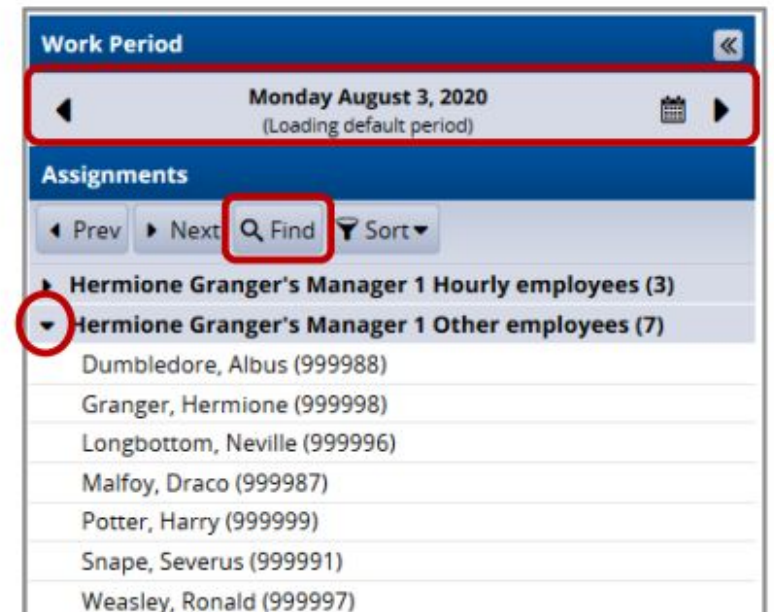 Work Period
Monday August 3, 2020
(Loading default period)
Assignments
Prev Next Find Sort
Hermione Granger's Manager 1 Hourly employees (3)
Hermione Granger's Manager 1 Other employees (7)
Dumbledore, Albus (999988)
Granger, Hermione (999998)
Longbottom, Neville (999996)
Malfoy, Draco (999987)
Potter, Harry (999999)
Snape, Severus (999991)
Weasley, Ronald (999997)